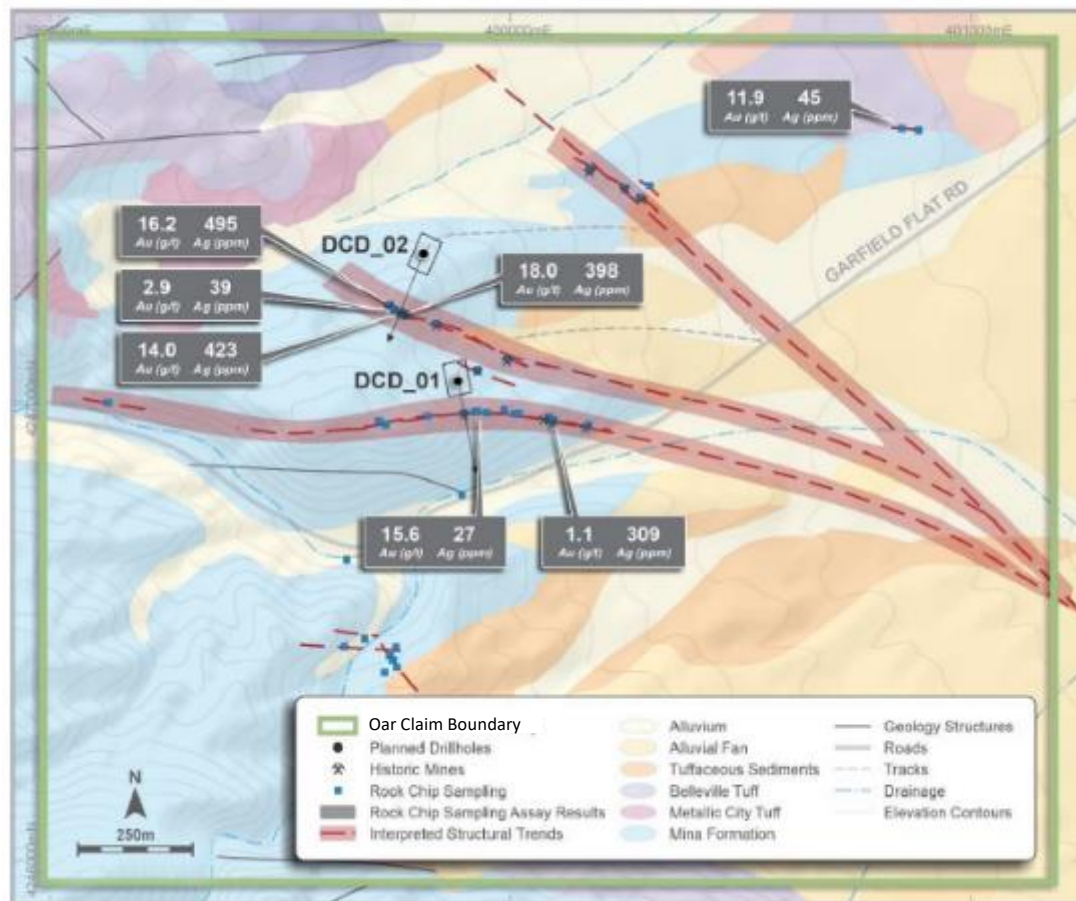 400000mE
401000mE
11.9 45
Au (g/t) Ag (ppm)
GARFIELD FLAT RD
16.2 495
Au (g/t) Ag (ppm)
DCD_02
18.0 398
Au (g/t) Ag (ppm)
2.9 39
Au (g/t) Ag (ppm)
14.0 423
Au (g/t) Ag (ppm)
DCD_01
15.6 27
Au (g/t) Ag (ppm)
1.1 309
Au (g/t) Ag (ppm)
N
250m
Oar Claim Boundary
Planned Drillholes
Historic Mines
Rock Chip Sampling
Rock Chip Sampling Assay Results
Interpreted Structural Trends
Alluvium
Alluvial Fan
Tuffaceous Sediments
Belleville Tuff
Metallic City Tuff
Mina Formation
Geology Structures
Roads
Tracks
Drainage
Elevation Contours